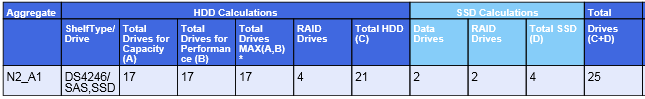 Aggregate HDD Calculations SSD Calculations Total
ShelfType/ Total Total Total RAID Total HDD Data RAID Total SSD Drives
Drive Drives for Drives for Drives Drives (C) Drives Drives (D) (C+D)
Capacity Performan MAX(A,B)
(A) ce (B) *
N2_A1 DS4246/ 17 17 17 4 21 2 2 4 25
SAS,SSD